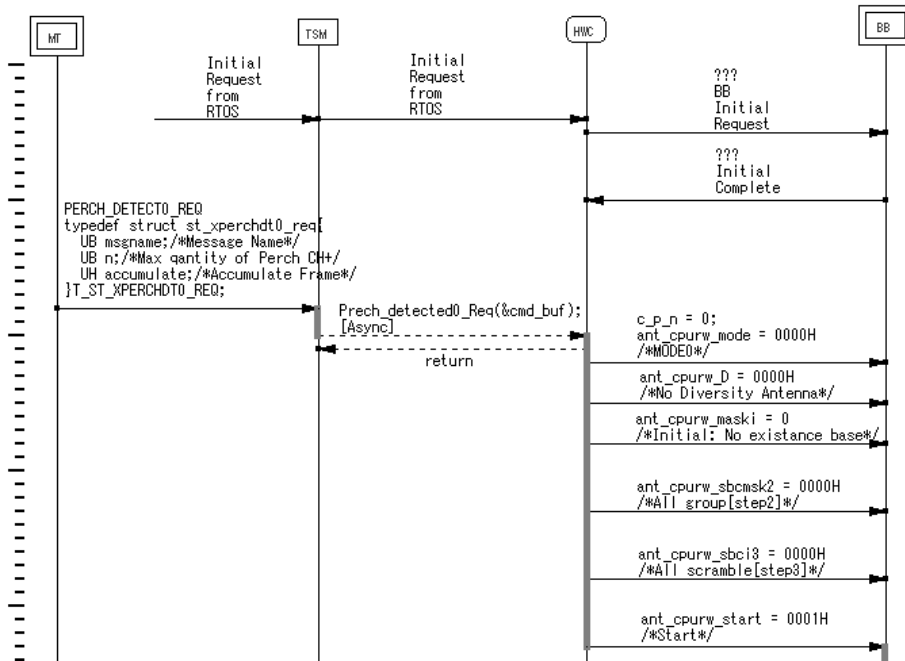 MT
TSM
HWC
BB
Initial
Request
from
RTOS
Initial
Request
from
RTOS
???
BB
Initial
Request
???
Initial
Complete
PERCH_DETECT0_REQ
typedef struct st_xperchdt0_req{
UB msgname;/*Message Name*/
UB n;/*Max qantity of Perch CH+/
UH accumulate;/*Accumulate Frame*/
}T_ST_XPERCHDT0_REQ;
Prech_detected0_Req(&cmd_buf);
[Async]
return
c_p_n = 0;
ant_cpurw_mode = 0000H
/*MODE0*/
ant_cpurw_D = 0000H
/*No Diversity Antenna*/
ant_cpurw_maski = 0
/*Initial: No existance base*/
ant_cpurw_sbcmsk2 = 0000H
/*All group[step2]*/
ant_cpurw_sbci3 = 0000H
/*All scramble[step3]*/
ant_cpurw_start = 0001H
/*Start*/